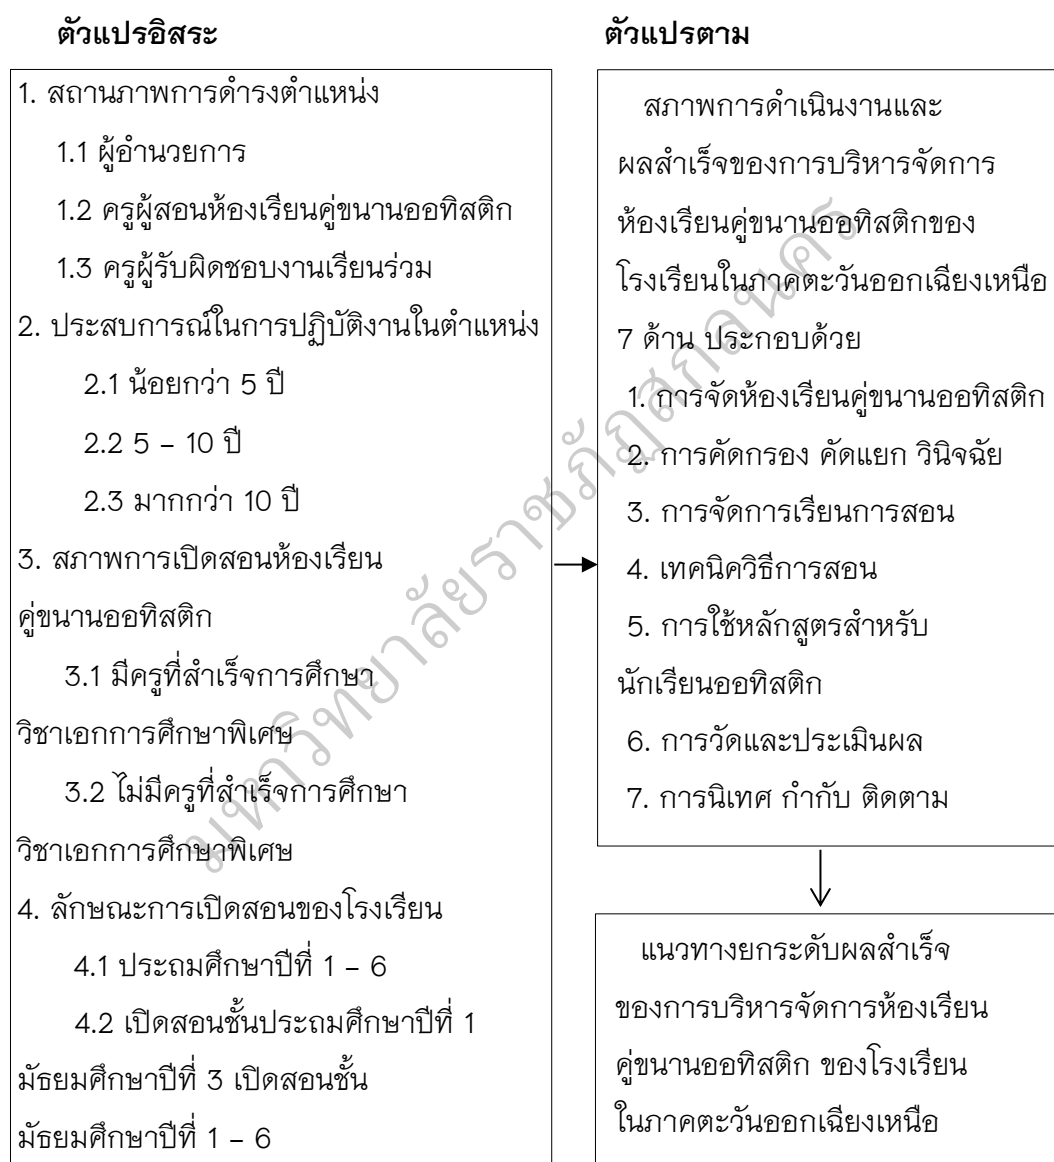 ตัวแปรอิสระ
1. สถานภาพการดำรงตำแหน่ง
1.1 ผู้อำนวยการ
1.2 ครูผู้สอนห้องเรียนคู่ขนานออทิสติก
1.3 ครูผู้รับผิดชอบงานเรียนร่วม
2. ประสบการณ์ในการปฏิบัติงานในตำแหน่ง
2.1 น้อยกว่า 5 ปี
2.2 5 – 10 ปี
2.3 มากกว่า 10 ปี
3. สภาพการเปิดสอนห้องเรียน
คู่ขนานออทิสติก
3.1 มีครูที่สำเร็จการศึกษา
วิชาเอกการศึกษาพิเศษ
3.2 ไม่มีครูที่สำเร็จการศึกษา
วิชาเอกการศึกษาพิเศษ
4. ลักษณะการเปิดสอนของโรงเรียน
4.1 ประถมศึกษาปีที่ 1 – 6
4.2 เปิดสอนชั้นประถมศึกษาปีที่ 1
มัธยมศึกษาปีที่ 3 เปิดสอนชั้น
มัธยมศึกษาปีที่ 1 – 6
ตัวแปรตาม
สภาพการดำเนินงานและ
ผลสำเร็จของการบริหารจัดการ
ห้องเรียนคู่ขนานออทิสติกของ
โรงเรียนในภาคตะวันออกเฉียงเหนือ
7 ด้าน ประกอบด้วย
1. การจัดห้องเรียนคู่ขนานออทิสติก
2. การคัดกรอง คัดแยก วินิจฉัย
3. การจัดการเรียนการสอน
4. เทคนิควิธีการสอน
5. การใช้หลักสูตรสำหรับ
นักเรียนออทิสติก
6. การวัดและประเมินผล
7. การนิเทศ กำกับ ติดตาม
แนวทางยกระดับผลสำเร็จ
ของการบริหารจัดการห้องเรียน
คู่ขนานออทิสติก ของโรงเรียน
ในภาคตะวันออกเฉียงเหนือ
มหาวิทยาลัยราชภัฏสกลนคร